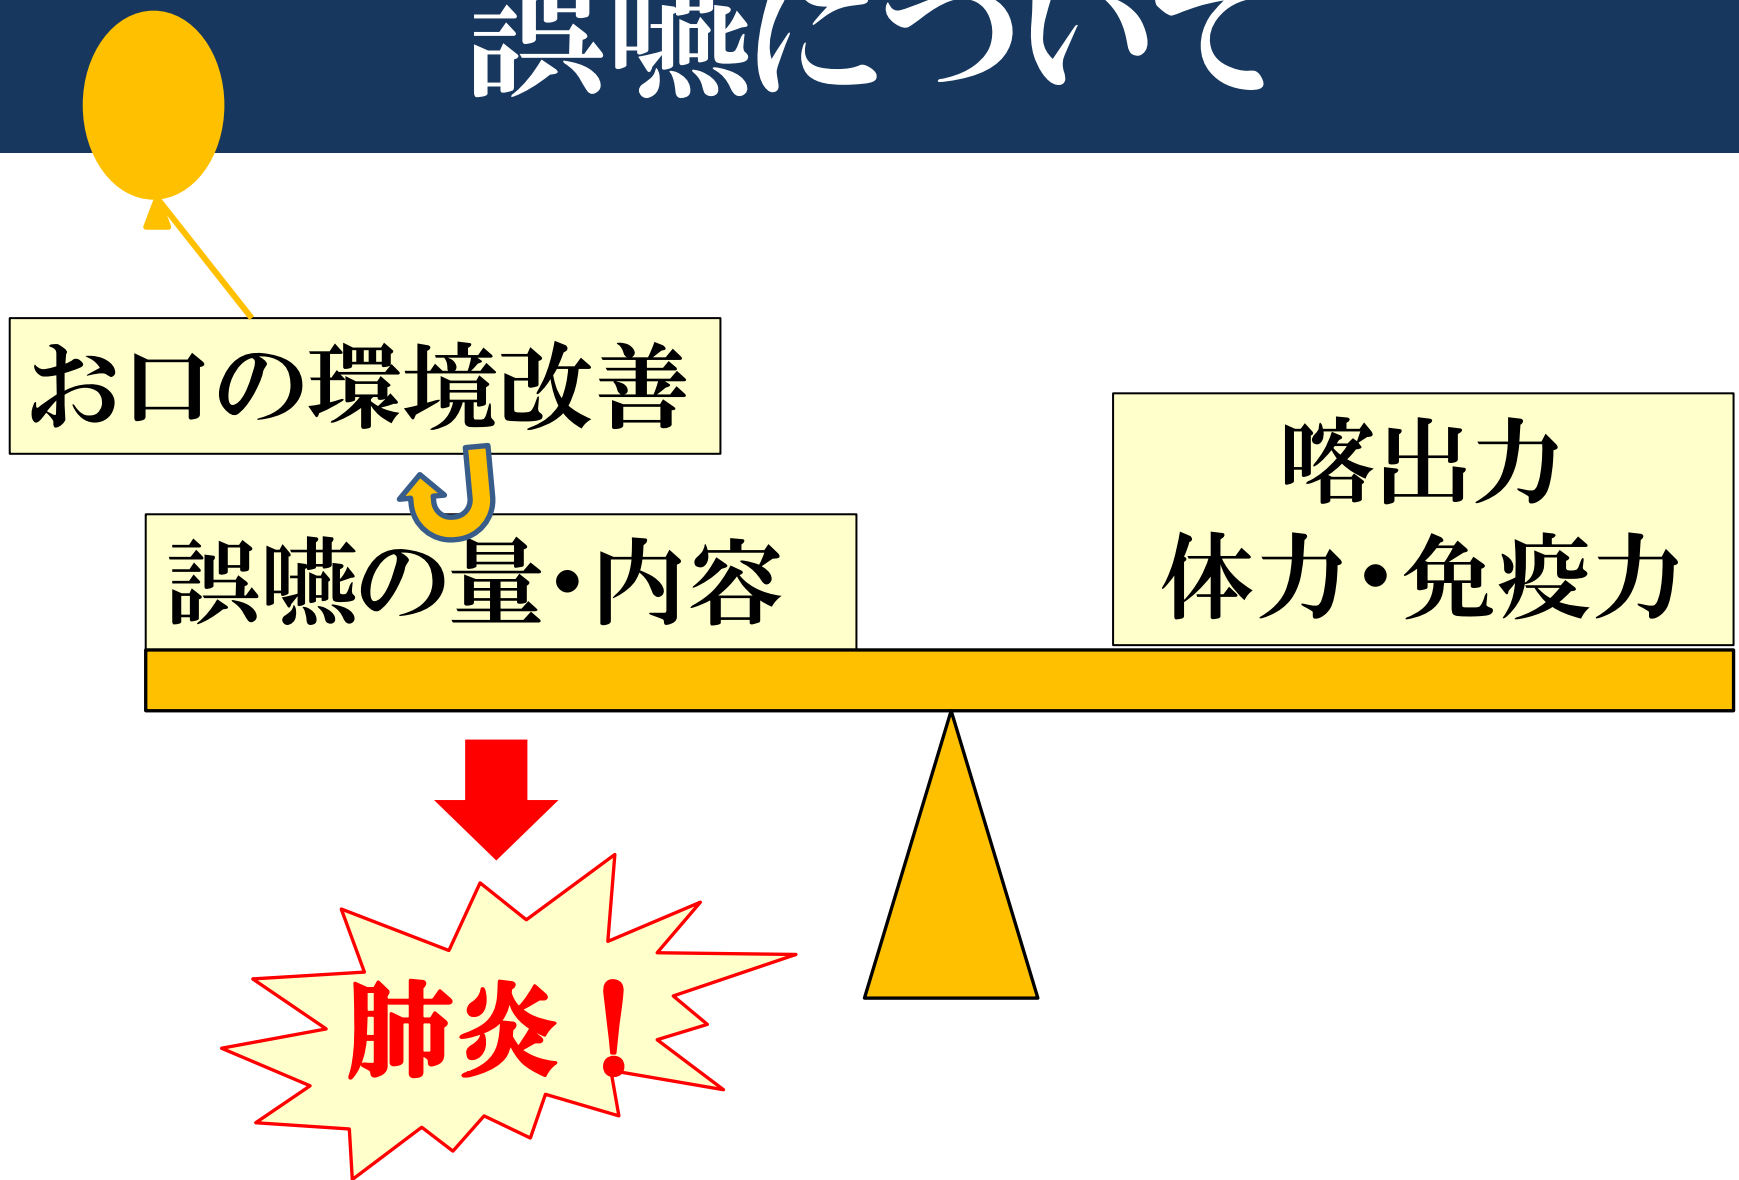 誤嚥について
お口の環境改善
誤嚥の量・内容
喀出力
体力・免疫力
肺炎！